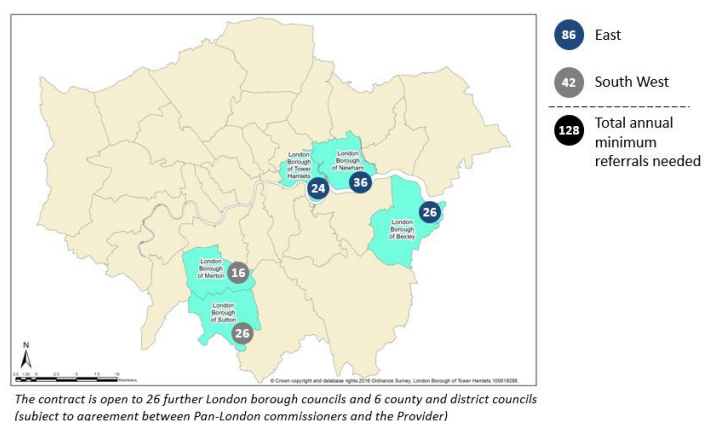 86 East
42 South West
128 Total annual
minimum
referrals needed
London
Borough
of Tower
Hamlets
24
London
Borough
of Newham
36
26
London
Borough
of Bexley
London
Borough
of Merton
16
London
Borough
of Sutton
26
N
Kilometers
© Crown copyright and database rights 2016 Ordnance Survey, London Borough of Tower Hamlets 100019288.
The contract is open to 26 further London borough councils and 6 county and district councils
(subject to agreement between Pan-London commissioners and the Provider)